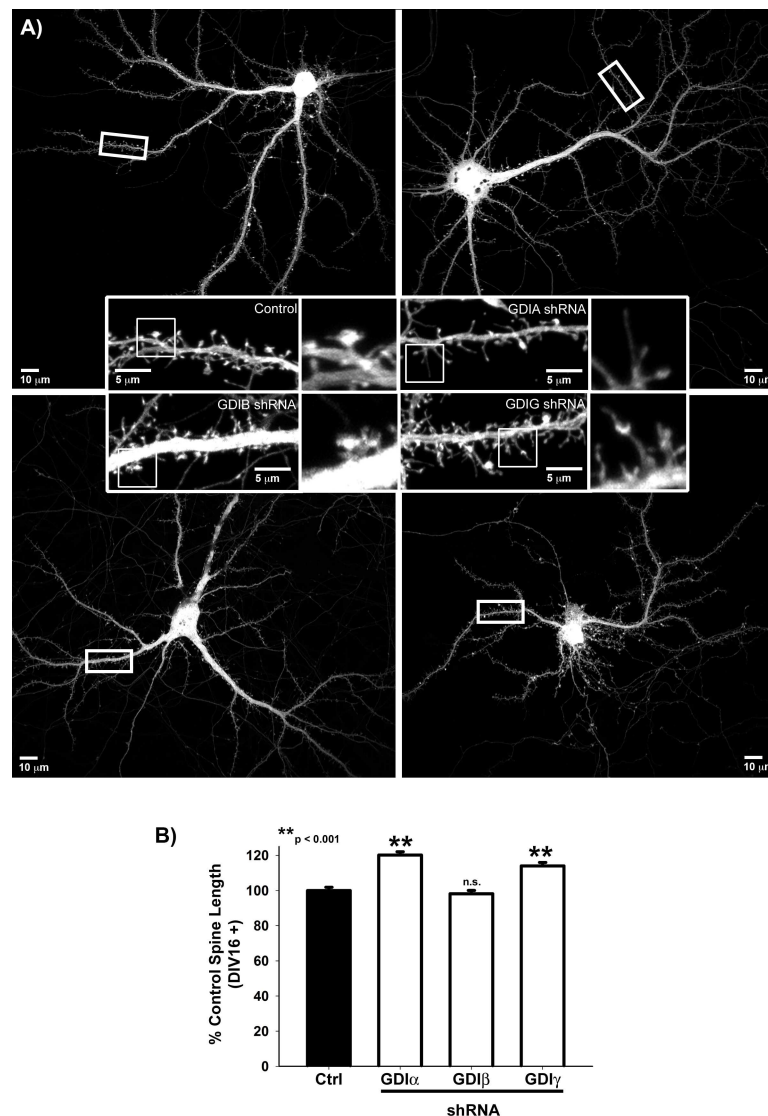 A)
Control
GDIA shRNA
5 μm
5 μm
10 μm
10 μm
GDIB shRNA
GDIG shRNA
5 μm
5 μm
10 μm
10 μm
B)
**p < 0.001
% Control Spine Length
(DIV16 +)
120
100
80
60
40
20
0
**
n.s.
**
Ctrl GDIα GDIβ GDIγ
shRNA